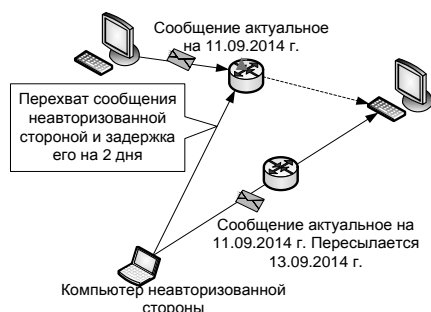 Сообщение актуальное
на 11.09.2014 г.
Перехват сообщения
неавторизованной
стороной и задержка
его на 2 дня
Сообщение актуальное на
11.09.2014 г. Пересылается
13.09.2014 г.
Компьютер неавторизованной
стороны